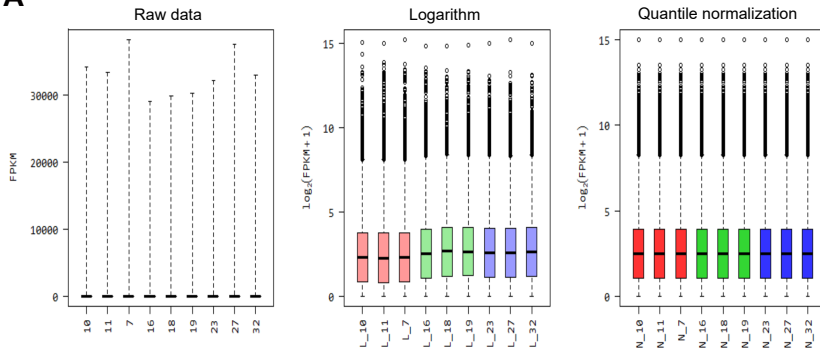 A
Raw data
Logarithm
Quantile normalization
FPKM
30000
20000
10000
0
10
11
7
16
18
19
23
27
32
log₂(FPKM+1)
15
10
5
0
L_10
L_11
L_7
L_16
L_18
L_19
L_23
L_27
L_32
log₂(FPKM+1)
15
10
5
0
N_10
N_11
N_7
N_16
N_18
N_19
N_23
N_27
N_32